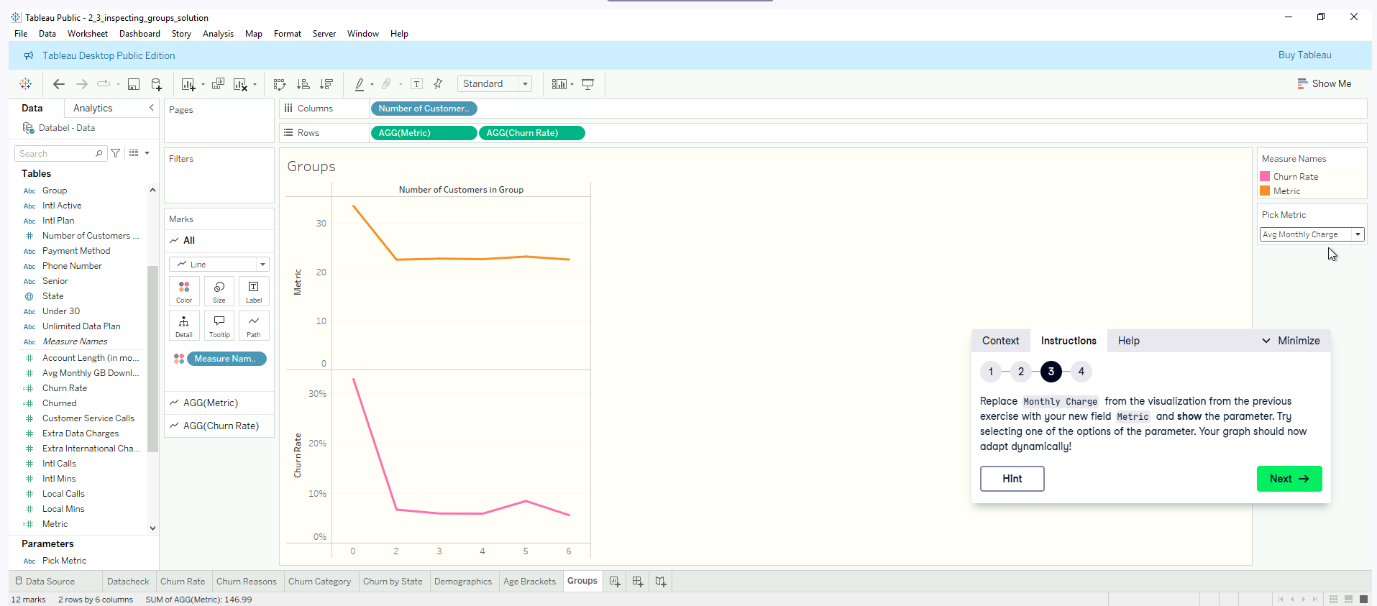 Tableau Public - 2_3_inspecting_groups_solution
File Data Worksheet Dashboard Story Analysis Map Format Server Window Help
Tableau Desktop Public Edition
Buy Tableau
Standard
Show Me
Data
Analytics
Databel - Data
Search
Tables
Abc Group
Abc Intl Active
Abc Intl Plan
# Number of Customers ...
Abc Payment Method
Abc Phone Number
Abc Senior
State
Abc Under 30
Abc Unlimited Data Plan
Abc Measure Names
# Account Length (in mo...
# Avg Monthly GB Downl...
# Churn Rate
# Churned
# Customer Service Calls
# Extra Data Charges
# Extra International Cha...
# Intl Calls
# Intl Mins
# Local Calls
# Local Mins
# Metric
Parameters
Abc Pick Metric
Pages
Filters
Marks
All
Line
Color
Size
Label
Detail
Tooltip
Path
Measure Nam..
AGG(Metric)
AGG(Churn Rate)
Columns
Number of Customer..
Rows
AGG(Metric)
AGG(Churn Rate)
Groups
Number of Customers in Group
Metric
30
20
10
0
Churn Rate
30%
20%
10%
0%
0 2 3 4 5 6
Measure Names
Churn Rate
Metric
Pick Metric
Avg Monthly Charge
Context
Instructions
Help
Minimize
1 2 3 4
Replace Monthly Charge from the visualization from the previous
exercise with your new field Metric and show the parameter. Try
selecting one of the options of the parameter. Your graph should now
adapt dynamically!
Hint
Next →
Data Source
Datacheck
Churn Rate
Churn Reasons
Churn Category
Churn by State
Demographics
Age Brackets
Groups
12 marks 2 rows by 6 columns SUM of AGG(Metric): 146.99